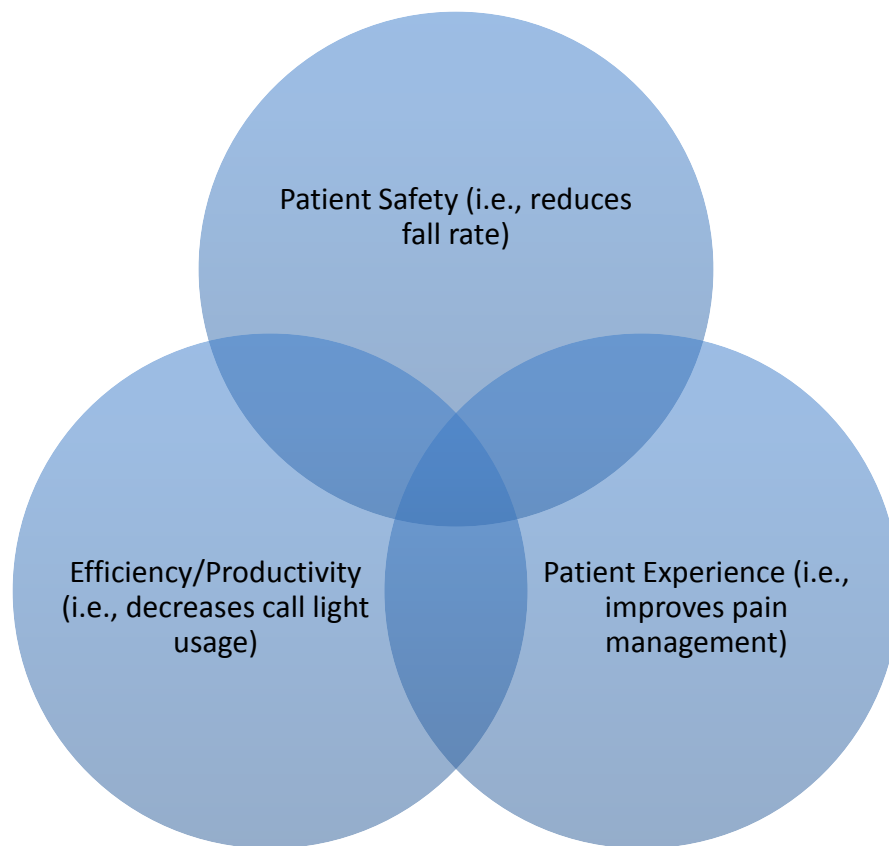 Patient Safety (i.e., reduces
fall rate)
Efficiency/Productivity
(i.e., decreases call light
usage)
Patient Experience (i.e.,
improves pain
management)